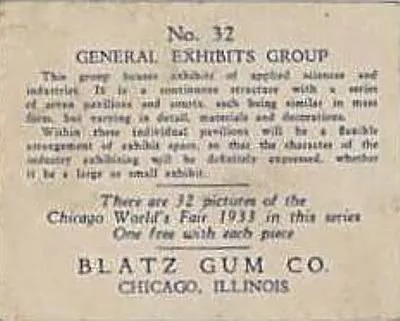 No. 32
GENERAL EXHIBITS GROUP
This group houses exhibits of applied sciences and
industries. It is a continuous structure with a series
of seven pavilions and courts, each being similar in mass
form, but varying in detail, materials and decorations.
Within these individual pavilions will be a flexible
arrangement of exhibit space, so that the character of the
industry exhibiting will be definitely expressed, whether
it be a large or small exhibit.
There are 32 pictures of the
Chicago World's Fair 1933 in this series
One free with each piece
BLATZ GUM CO.
CHICAGO, ILLINOIS